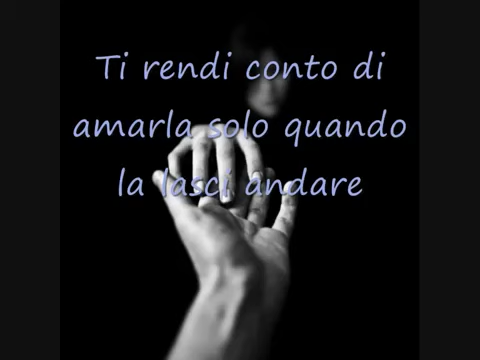 Ti rendi conto di
amarla solo quando
la lasci andare